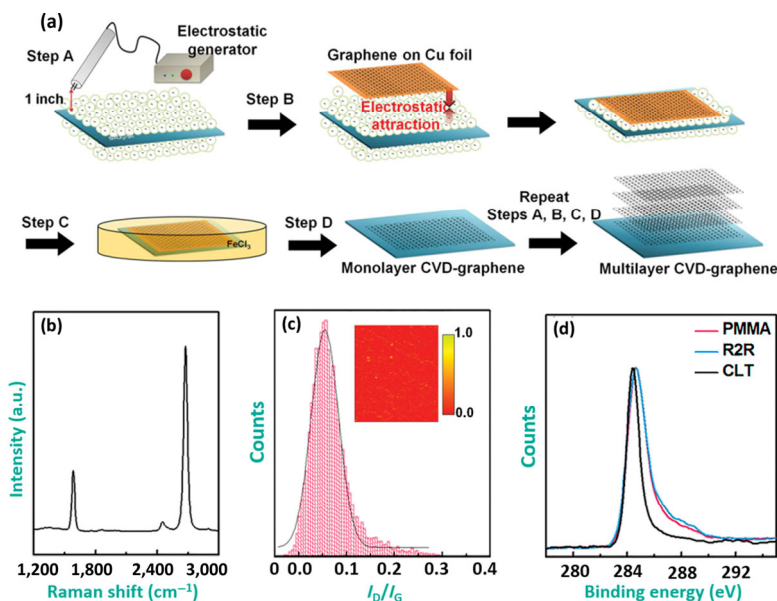 (a)
Step A
Electrostatic
generator
1 inch
Step B
Graphene on Cu foil
Electrostatic
attraction
Step C
FeCl₃
Step D
Monolayer CVD-graphene
Repeat
Steps A, B, C, D
Multilayer CVD-graphene
(b)
Intensity (a.u.)
1,200 1,800 2,400 3,000
Raman shift (cm⁻¹)
(c)
1.0
0.0
Counts
0 0.0 0.1 0.2 0.3 0.4
I_D/I_G
(d)
PMMA
R2R
CLT
Counts
280 284 288 292
Binding energy (eV)